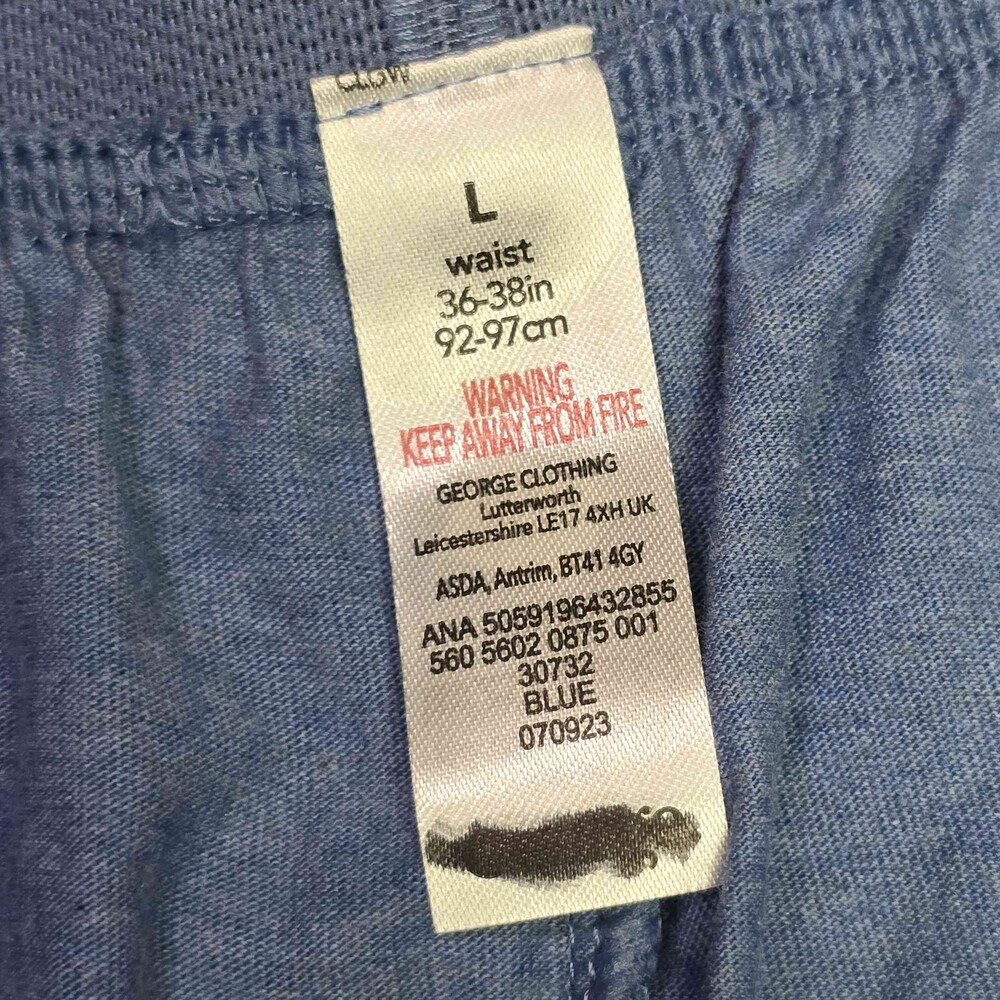 L
waist
36-38in
92-97cm
WARNING
KEEP AWAY FROM FIRE
GEORGE CLOTHING
Lutterworth
Leicestershire LE17 4XH UK
ASDA, Antrim, BT41 4GY
ANA 5059196432855
560 5602 0875 001
30732
BLUE
070923